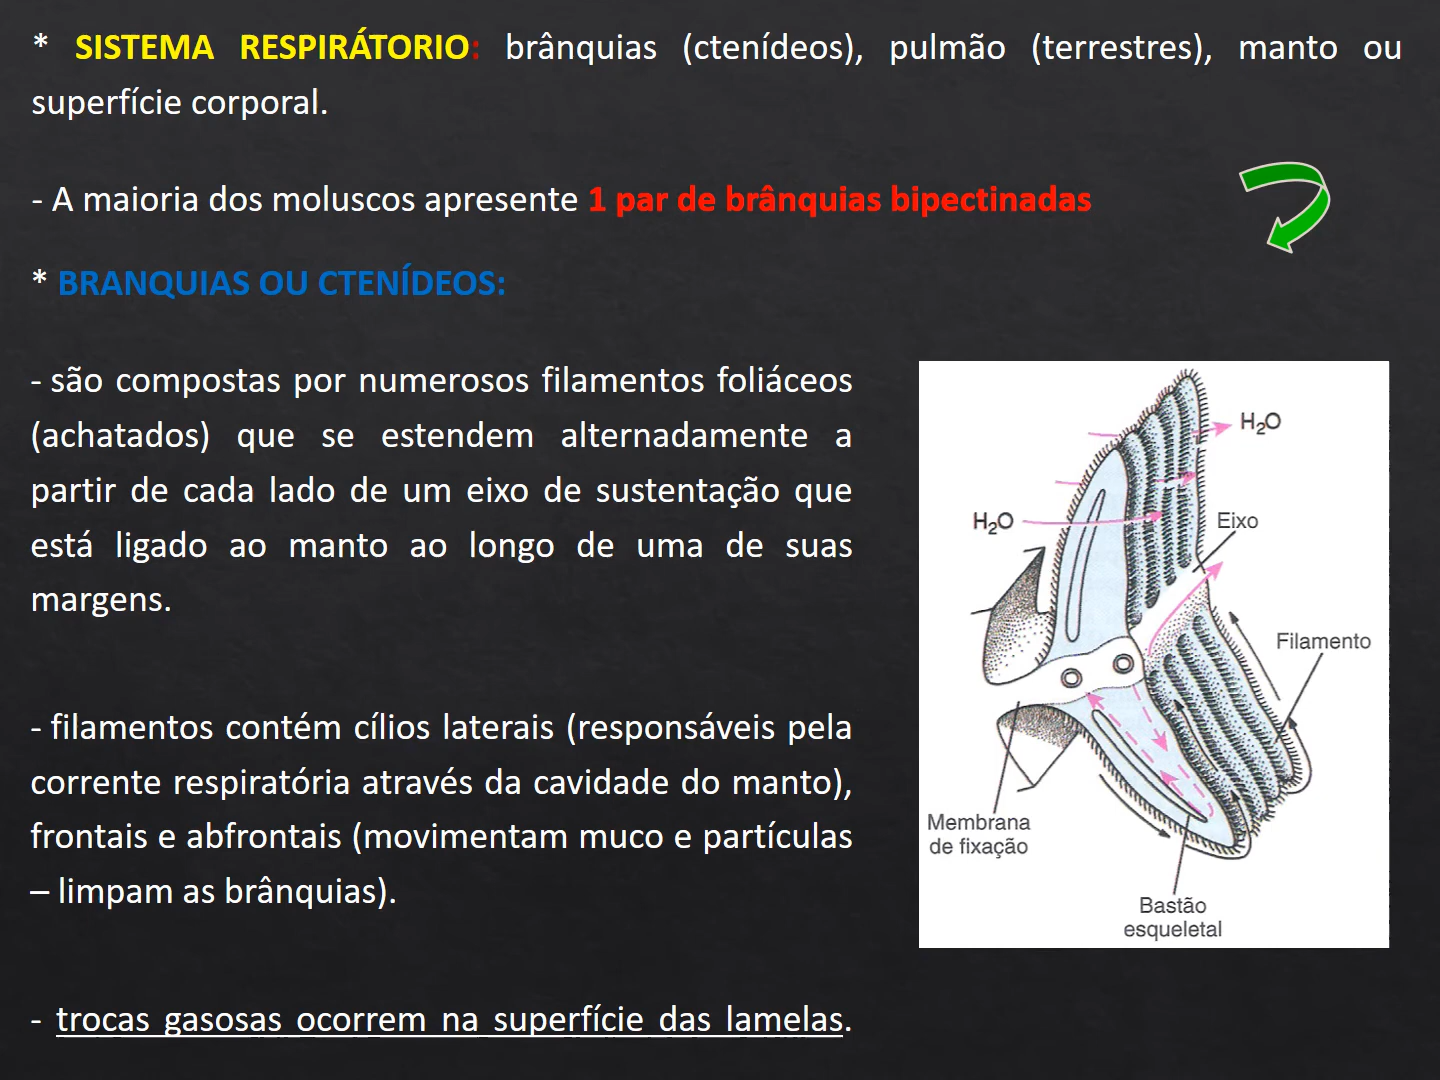 * SISTEMA RESPIRÁTORIO: brânquias (ctenídeos), pulmão (terrestres), manto ou
superfície corporal.
- A maioria dos moluscos apresente 1 par de brânquias bipectinadas
* BRANQUIAS OU CTENÍDEOS:
- são compostas por numerosos filamentos foliáceos
(achatados) que se estendem alternadamente a
partir de cada lado de um eixo de sustentação que
está ligado ao manto ao longo de uma de suas
margens.
- filamentos contém cílios laterais (responsáveis pela
corrente respiratória através da cavidade do manto),
frontais e abfrontais (movimentam muco e partículas
– limpam as brânquias).
- trocas gasosas ocorrem na superfície das lamelas.
H₂O
H₂O
Eixo
Filamento
Membrana
de fixação
Bastão
esqueletal